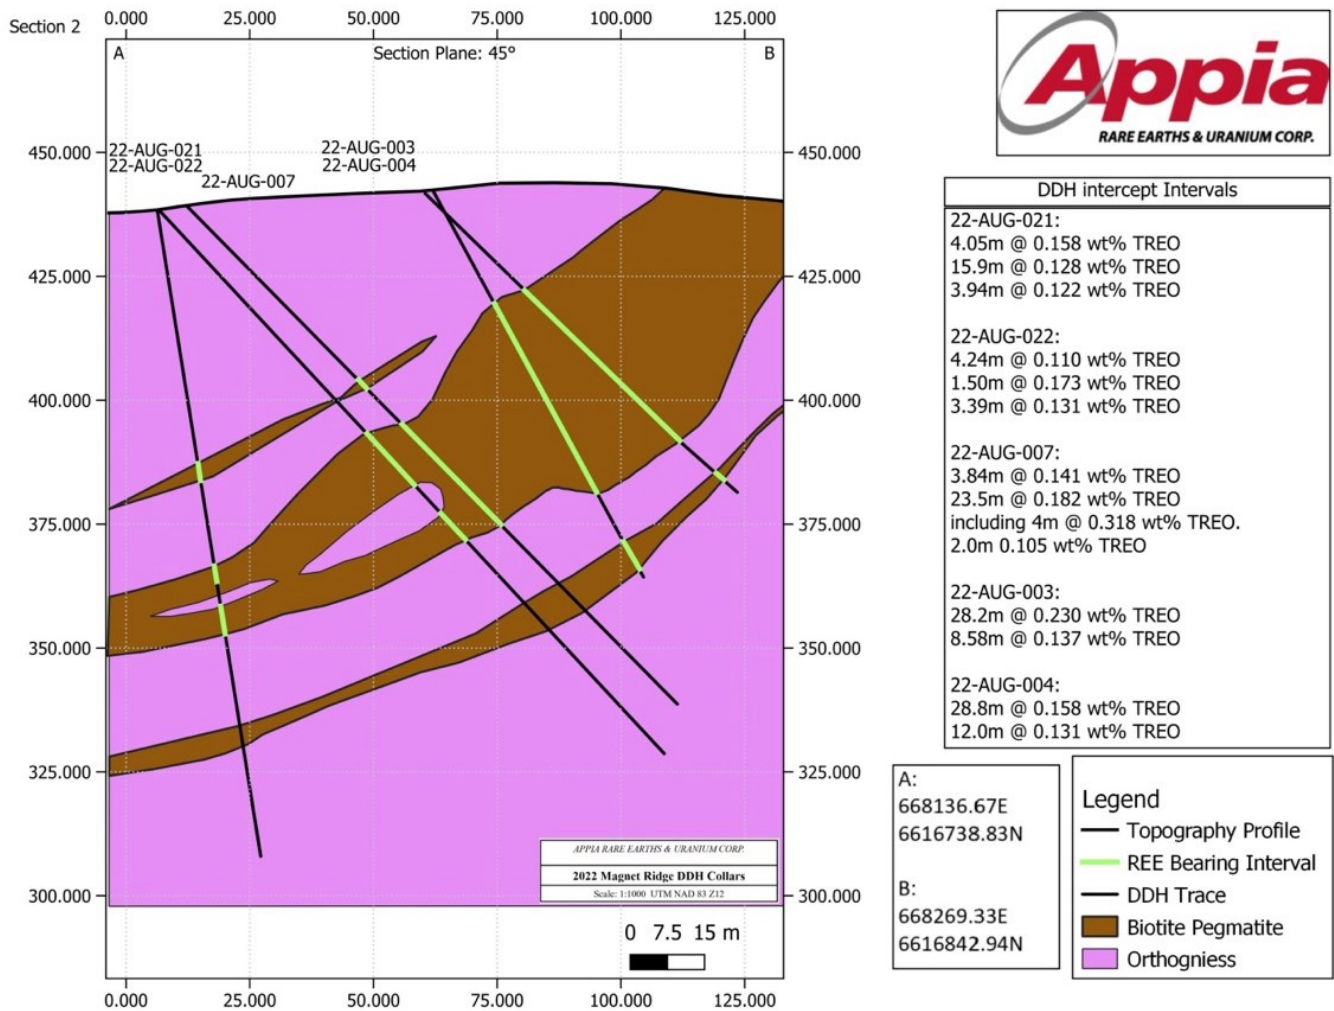 Section 2
0.000 25.000 50.000 75.000 100.000 125.000
A Section Plane: 45° B
450.000 450.000
425.000 425.000
400.000 400.000
375.000 375.000
350.000 350.000
325.000 325.000
300.000 300.000
22-AUG-021
22-AUG-022
22-AUG-007
22-AUG-003
22-AUG-004
APPIA RARE EARTHS & URANIUM CORP.
2022 Magnet Ridge DDH Collars
Scale: 1:1000 UTM NAD 83 Z12
0 7.5 15 m
0.000 25.000 50.000 75.000 100.000 125.000
Appia
RARE EARTHS & URANIUM CORP.
DDH intercept Intervals
22-AUG-021:
4.05m @ 0.158 wt% TREO
15.9m @ 0.128 wt% TREO
3.94m @ 0.122 wt% TREO
22-AUG-022:
4.24m @ 0.110 wt% TREO
1.50m @ 0.173 wt% TREO
3.39m @ 0.131 wt% TREO
22-AUG-007:
3.84m @ 0.141 wt% TREO
23.5m @ 0.182 wt% TREO
including 4m @ 0.318 wt% TREO.
2.0m 0.105 wt% TREO
22-AUG-003:
28.2m @ 0.230 wt% TREO
8.58m @ 0.137 wt% TREO
22-AUG-004:
28.8m @ 0.158 wt% TREO
12.0m @ 0.131 wt% TREO
A:
668136.67E
6616738.83N
B:
668269.33E
6616842.94N
Legend
Topography Profile
REE Bearing Interval
DDH Trace
Biotite Pegmatite
Orthogniess